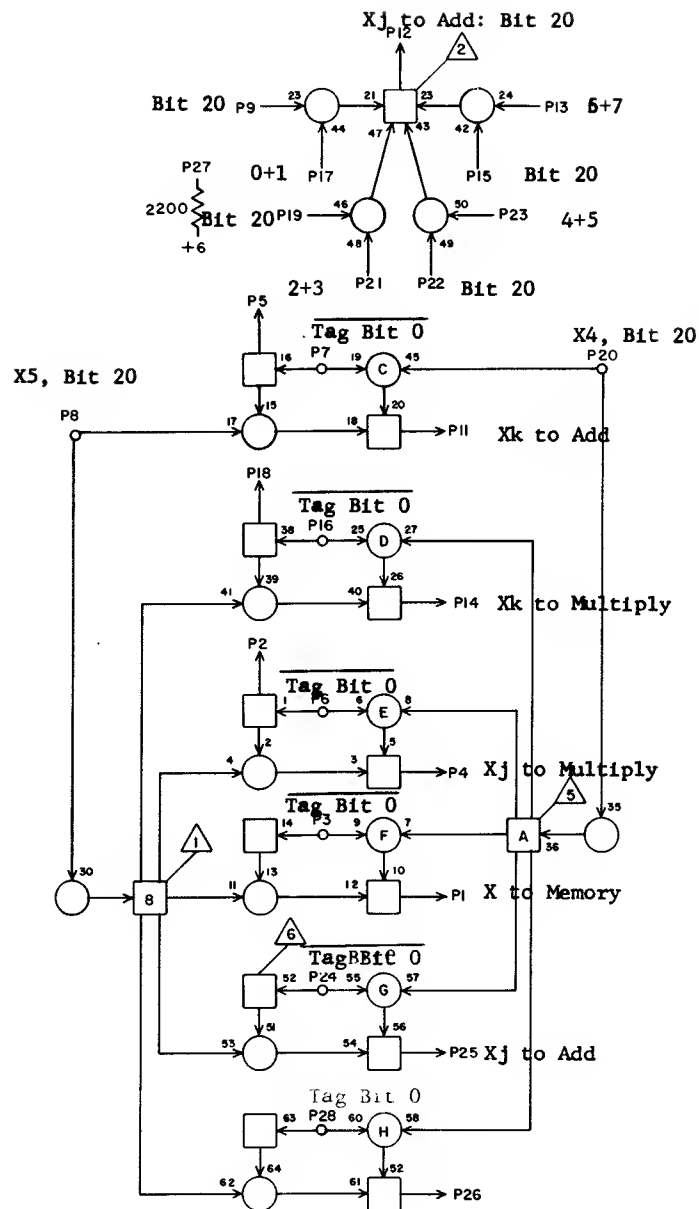 Xj to Add: Bit 20
P12
2
Bit 20 P9 23 21 23 24 P13 6+7
44 47 43 42
0+1 P17 P15 Bit 20
P27
2200
+6
Bit 20 P19 46 50 P23 4+5
48 49
2+3 P21 P22 Bit 20
P5
Tag Bit 0
X4, Bit 20
P20
P7
16 19 C 45
X5, Bit 20
P8
15 20
17 18 P11 Xk to Add
P18
Tag Bit 0
P16
38 25 D 27
39 26
41 40 P14 Xk to Multiply
P2
Tag Bit 0
P6
1 6 E 8
2 5
4 3 P4 Xj to Multiply
Tag Bit 0
P3
14 9 F 7 A 5 36 35
1
30 13 10
8 11 12 P1 X to Memory
6
Tag Bit 0
P24
52 55 G 57
51 56
53 54 P25 Xj to Add
Tag Bit 0
P28
63 60 H 58
64 52
62 61 P26